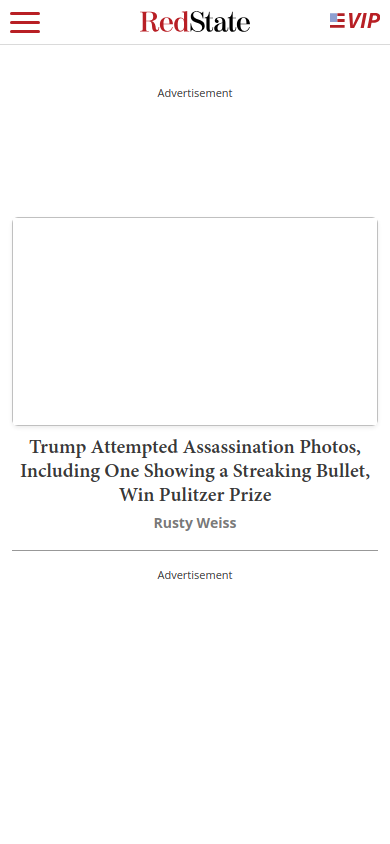 RedState
VIP
Advertisement
Trump Attempted Assassination Photos,
Including One Showing a Streaking Bullet,
Win Pulitzer Prize
Rusty Weiss
Advertisement